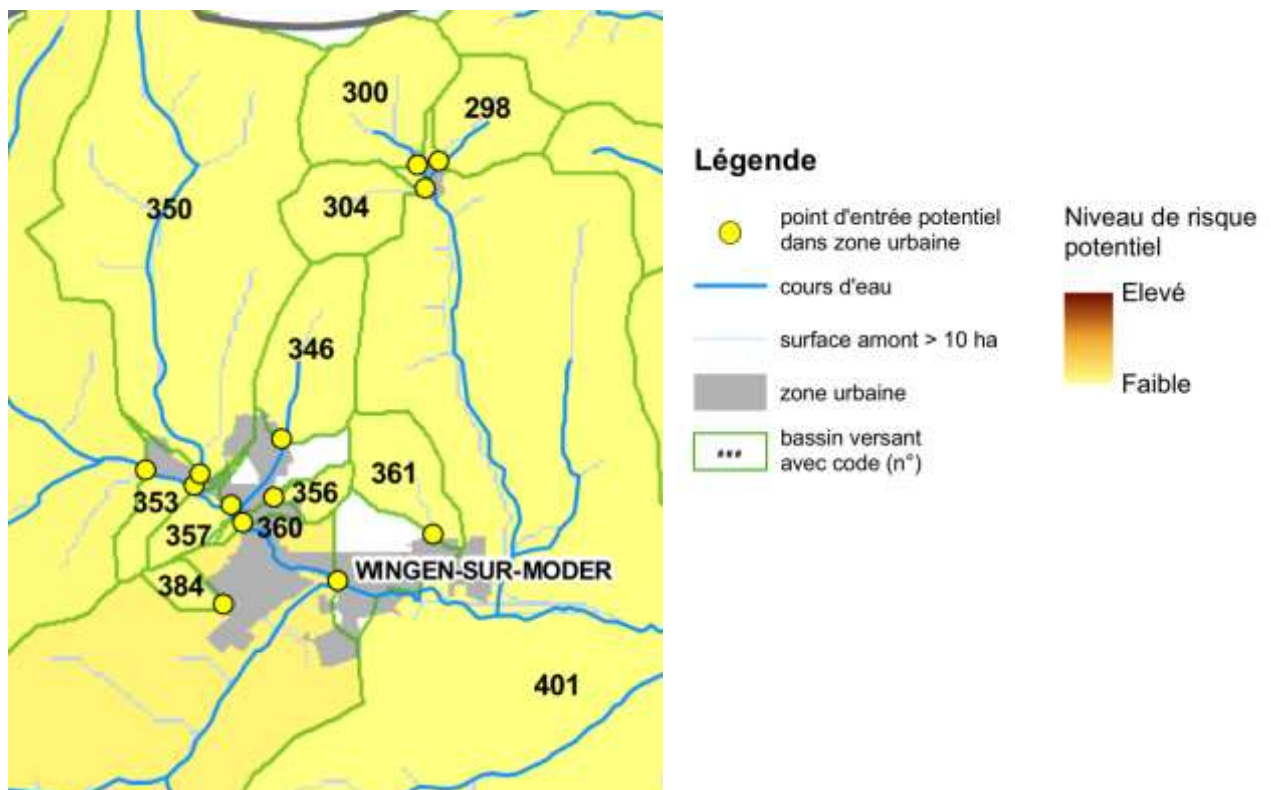 300
298
350
304
346
361
356
353
360
357
WINGEN-SUR-MODER
384
401
Légende
point d'entrée potentiel
dans zone urbaine
cours d'eau
surface amont > 10 ha
zone urbaine
###
bassin versant
avec code (n°)
Niveau de risque
potentiel
Elevé
Faible